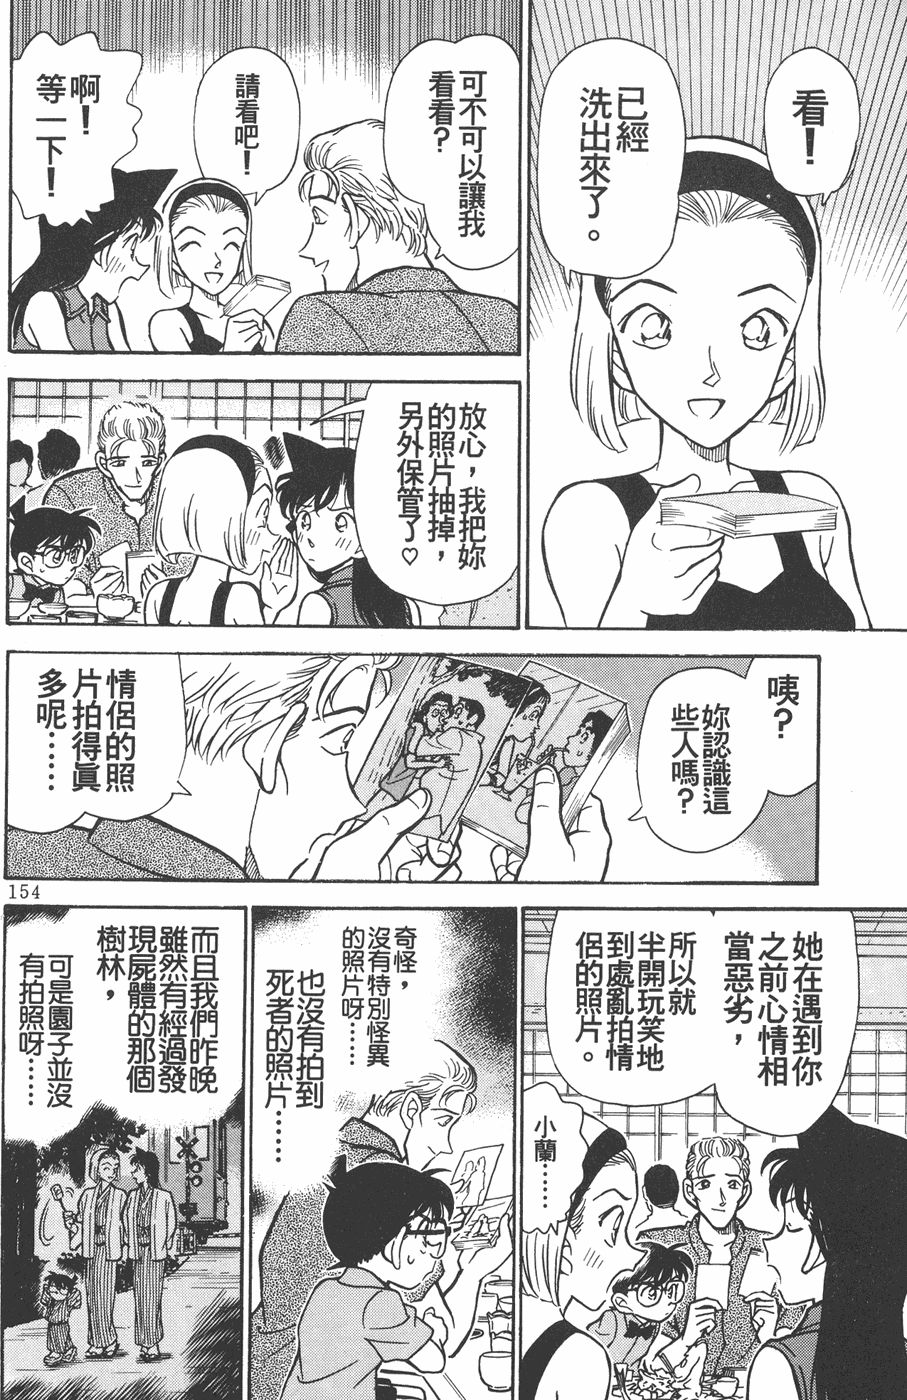 看！
已經
洗出來了。
可不可以讓我
看看？
請看吧！
啊！
等一下！
放心，我把妳
的照片抽掉，
另外保管了♡
咦？
妳認識這
些人嗎？
情侶的照
片拍得真
多呢……
她在遇到你
之前心情相
當惡劣，
所以就
半開玩笑地
到處亂拍情
侶的照片。
小蘭……
奇怪，
沒有特別怪異
的照片呀……
也沒有拍到
死者的照片……
而且我們昨晚
雖然有經過發
現屍體的那個
樹林，
可是園子並沒
有拍照呀……
154